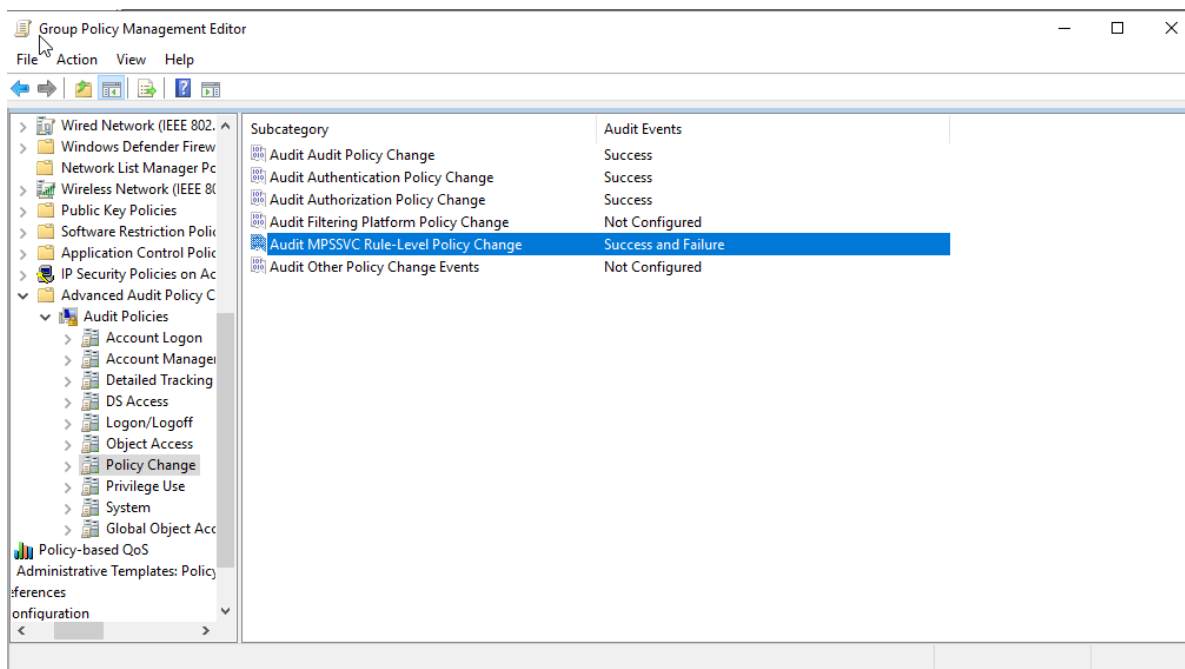 Group Policy Management Editor
File Action View Help
Wired Network (IEEE 802.
Windows Defender Firew
Network List Manager Pc
Wireless Network (IEEE 8(
Public Key Policies
Software Restriction Polic
Application Control Polic
IP Security Policies on Ac
Advanced Audit Policy C
Audit Policies
Account Logon
Account Manager
Detailed Tracking
DS Access
Logon/Logoff
Object Access
Policy Change
Privilege Use
System
Global Object Acc
Policy-based QoS
Administrative Templates: Policy
eferences
onfiguration
Subcategory Audit Events
Audit Audit Policy Change Success
Audit Authentication Policy Change Success
Audit Authorization Policy Change Success
Audit Filtering Platform Policy Change Not Configured
Audit MPSSVC Rule-Level Policy Change Success and Failure
Audit Other Policy Change Events Not Configured